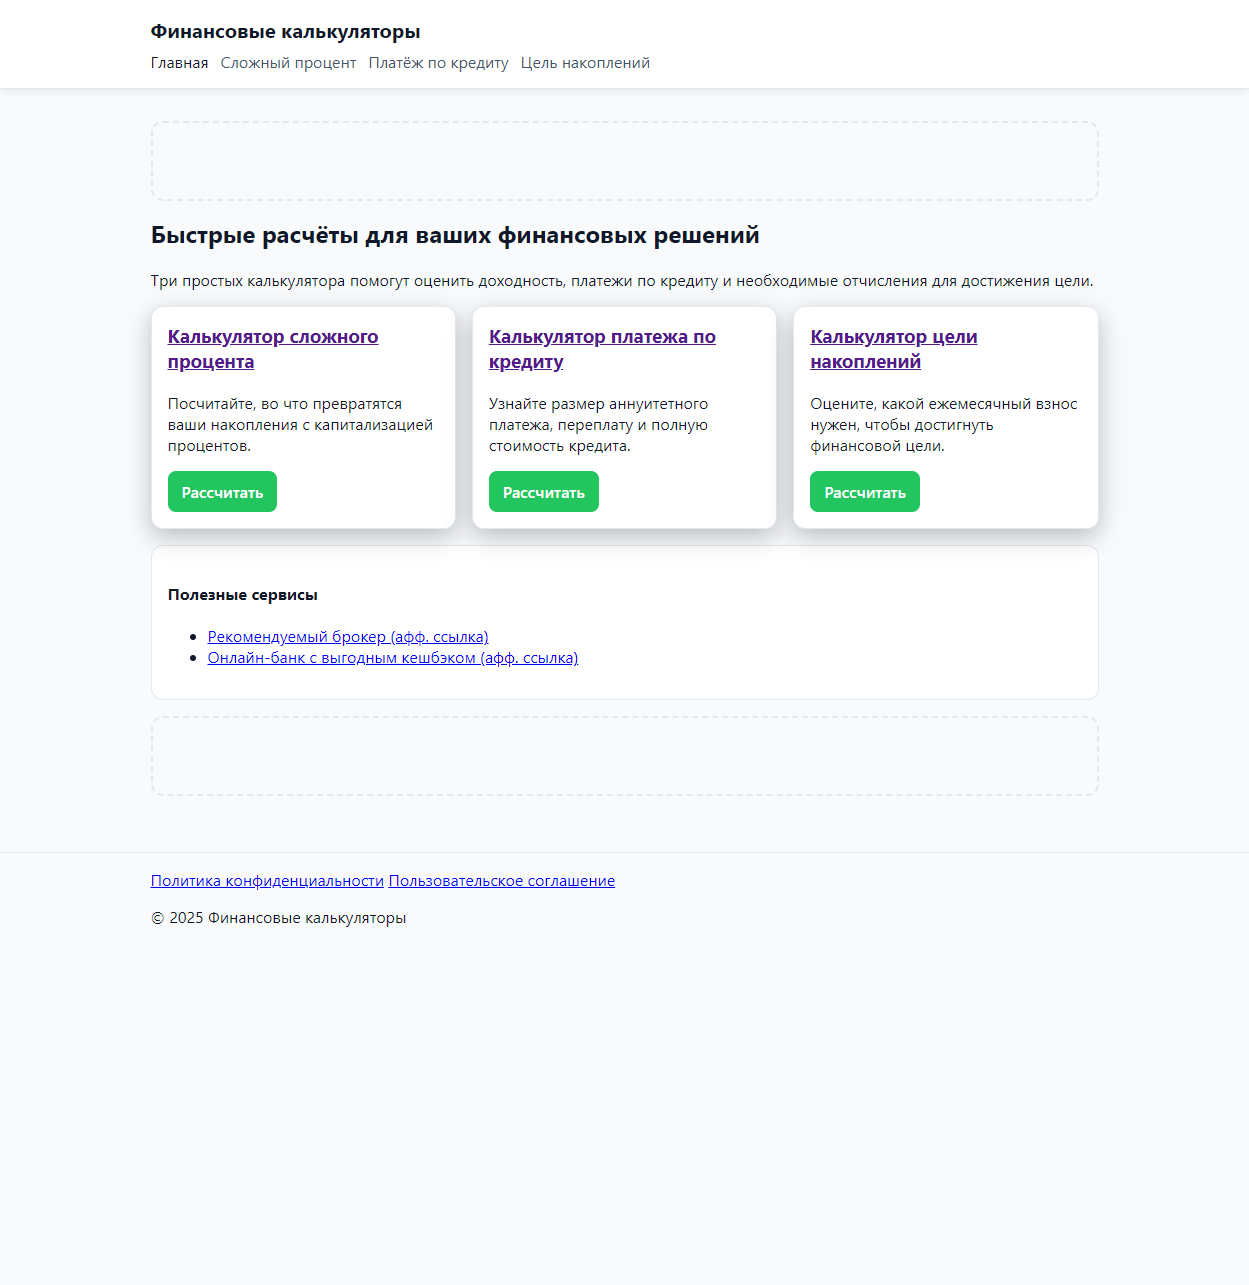 Финансовые калькуляторы
Главная Сложный процент Платёж по кредиту Цель накоплений
Быстрые расчёты для ваших финансовых решений
Три простых калькулятора помогут оценить доходность, платежи по кредиту и необходимые отчисления для достижения цели.
Калькулятор сложного
процента
Посчитайте, во что превратятся
ваши накопления с капитализацией
процентов.
Рассчитать
Калькулятор платежа по
кредиту
Узнайте размер аннуитетного
платежа, переплату и полную
стоимость кредита.
Рассчитать
Калькулятор цели
накоплений
Оцените, какой ежемесячный взнос
нужен, чтобы достигнуть
финансовой цели.
Рассчитать
Полезные сервисы
Рекомендуемый брокер (афф. ссылка)
Онлайн-банк с выгодным кешбэком (афф. ссылка)
Политика конфиденциальности Пользовательское соглашение
© 2025 Финансовые калькуляторы